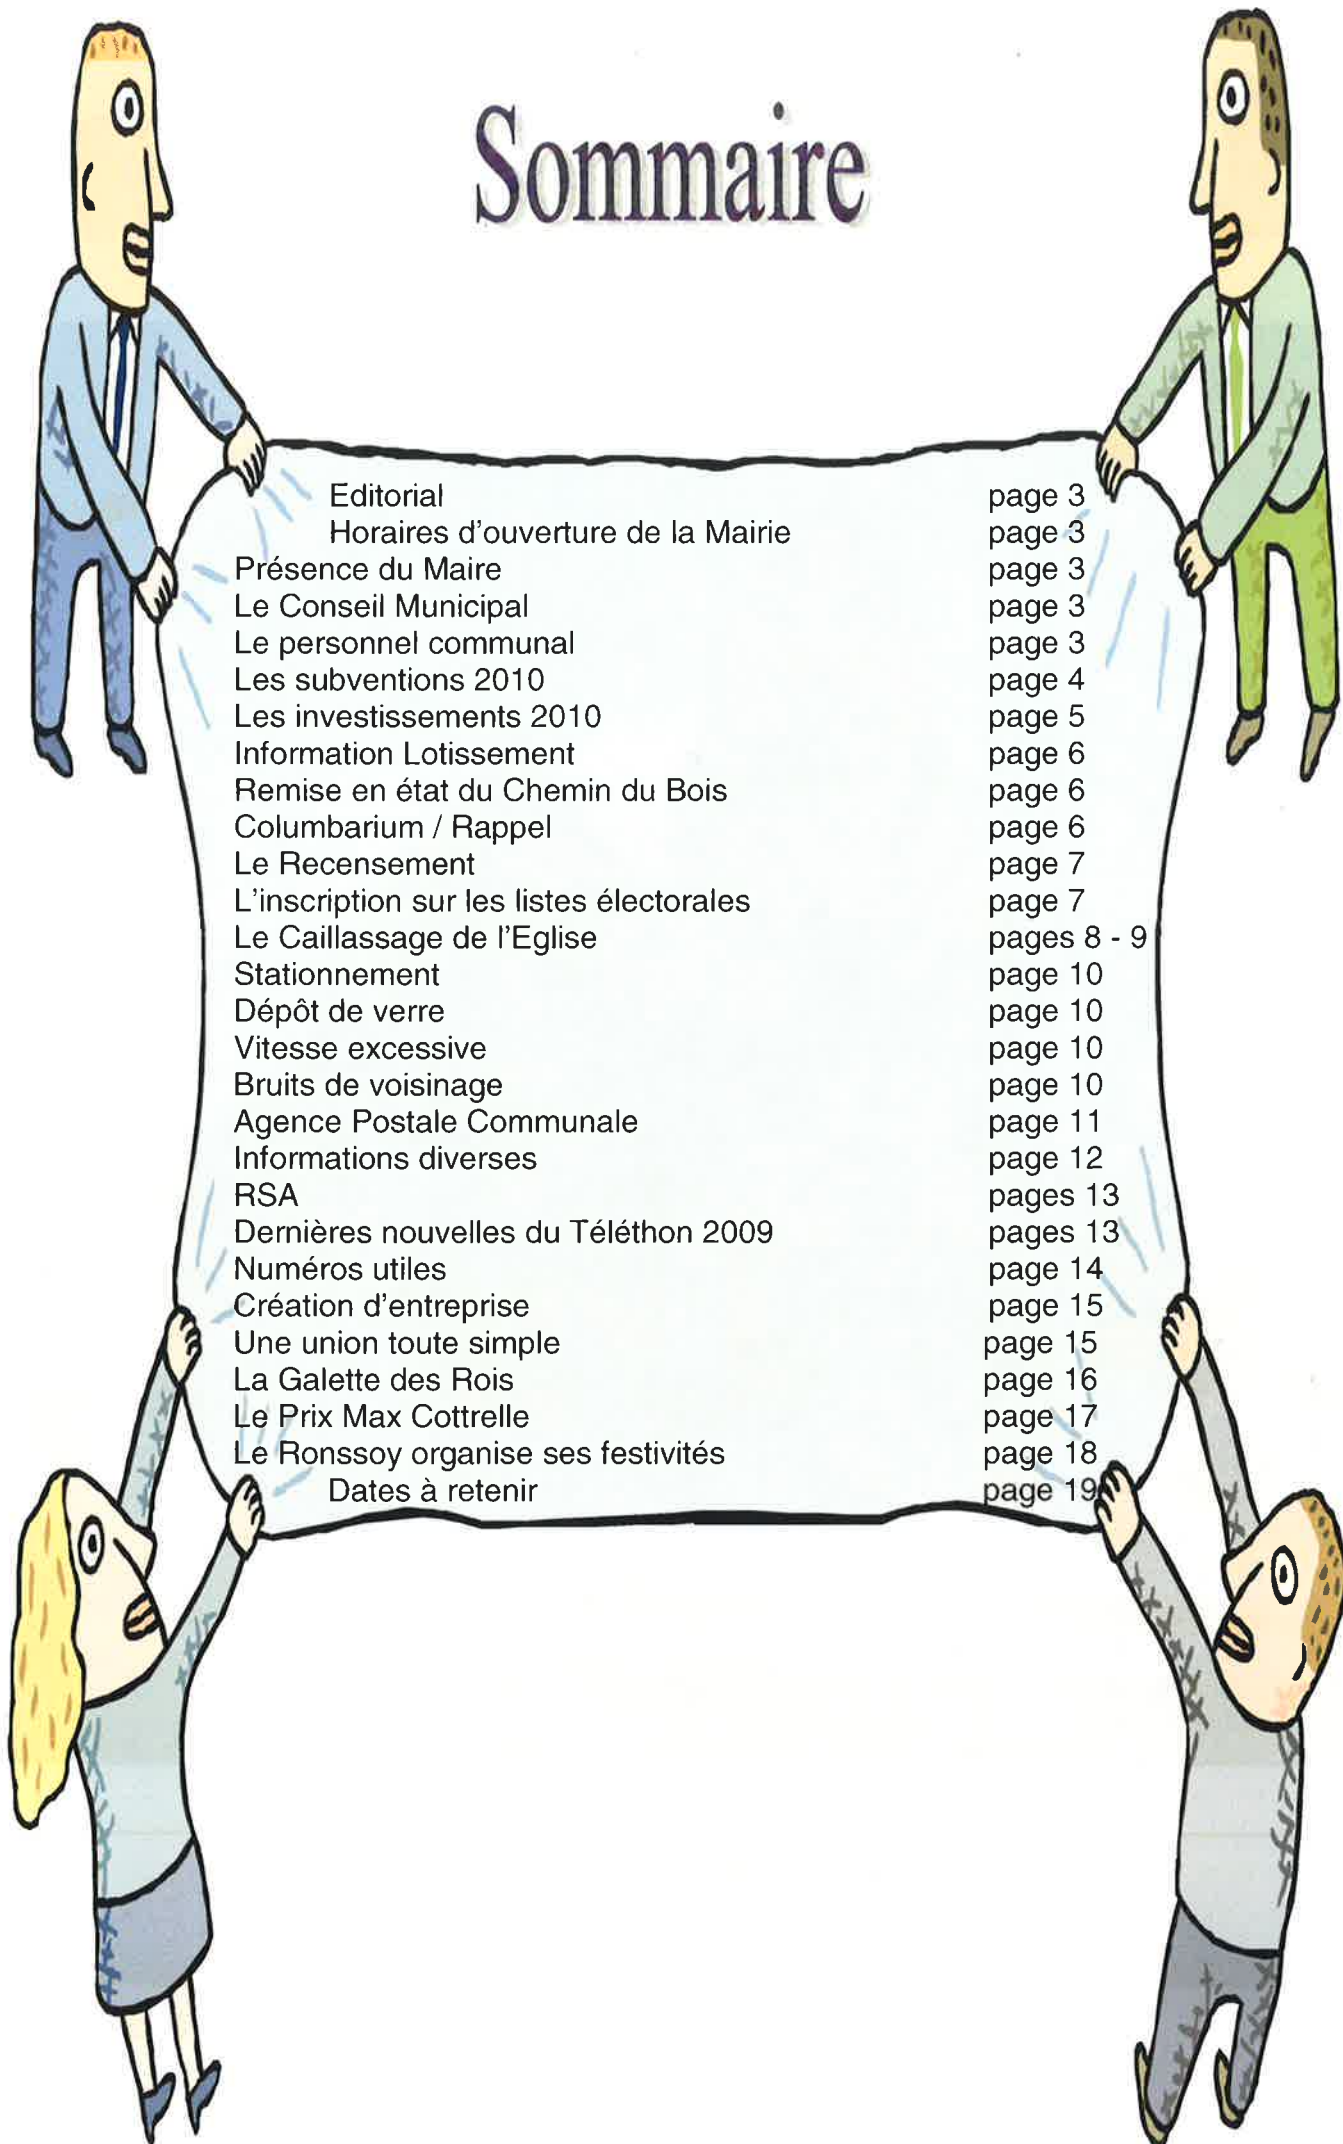 Sommaire
Editorial page 3
Horaires d'ouverture de la Mairie page 3
Présence du Maire page 3
Le Conseil Municipal page 3
Le personnel communal page 3
Les subventions 2010 page 4
Les investissements 2010 page 5
Information Lotissement page 6
Remise en état du Chemin du Bois page 6
Columbarium / Rappel page 6
Le Recensement page 7
L'inscription sur les listes électorales page 7
Le Caillassage de l'Eglise pages 8 - 9
Stationnement page 10
Dépôt de verre page 10
Vitesse excessive page 10
Bruits de voisinage page 10
Agence Postale Communale page 11
Informations diverses page 12
RSA pages 13
Dernières nouvelles du Téléthon 2009 pages 13
Numéros utiles page 14
Création d'entreprise page 15
Une union toute simple page 15
La Galette des Rois page 16
Le Prix Max Cottrelle page 17
Le Ronssoy organise ses festivités page 18
Dates à retenir page 19